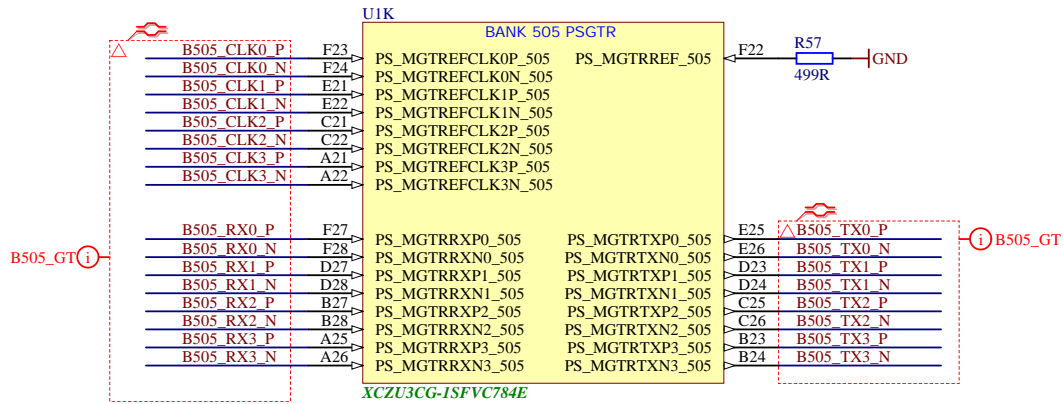 U1K
BANK 505 PSGTR
B505_CLK0_P F23 PS_MGTREFCLK0P_505 PS_MGTRREF_505 F22 R57 GND
499R
B505_CLK0_N F24 PS_MGTREFCLK0N_505
B505_CLK1_P E21 PS_MGTREFCLK1P_505
B505_CLK1_N E22 PS_MGTREFCLK1N_505
B505_CLK2_P C21 PS_MGTREFCLK2P_505
B505_CLK2_N C22 PS_MGTREFCLK2N_505
B505_CLK3_P A21 PS_MGTREFCLK3P_505
B505_CLK3_N A22 PS_MGTREFCLK3N_505
B505_RX0_P F27 PS_MGTRRXP0_505 PS_MGTRTXP0_505 E25 B505_TX0_P
B505_GT i B505_RX0_N F28 PS_MGTRRXN0_505 PS_MGTRTXN0_505 E26 B505_TX0_N i B505_GT
B505_RX1_P D27 PS_MGTRRXP1_505 PS_MGTRTXP1_505 D23 B505_TX1_P
B505_RX1_N D28 PS_MGTRRXN1_505 PS_MGTRTXN1_505 D24 B505_TX1_N
B505_RX2_P B27 PS_MGTRRXP2_505 PS_MGTRTXP2_505 C25 B505_TX2_P
B505_RX2_N B28 PS_MGTRRXN2_505 PS_MGTRTXN2_505 C26 B505_TX2_N
B505_RX3_P A25 PS_MGTRRXP3_505 PS_MGTRTXP3_505 B23 B505_TX3_P
B505_RX3_N A26 PS_MGTRRXN3_505 PS_MGTRTXN3_505 B24 B505_TX3_N
XCZU3CG-1SFVC784E